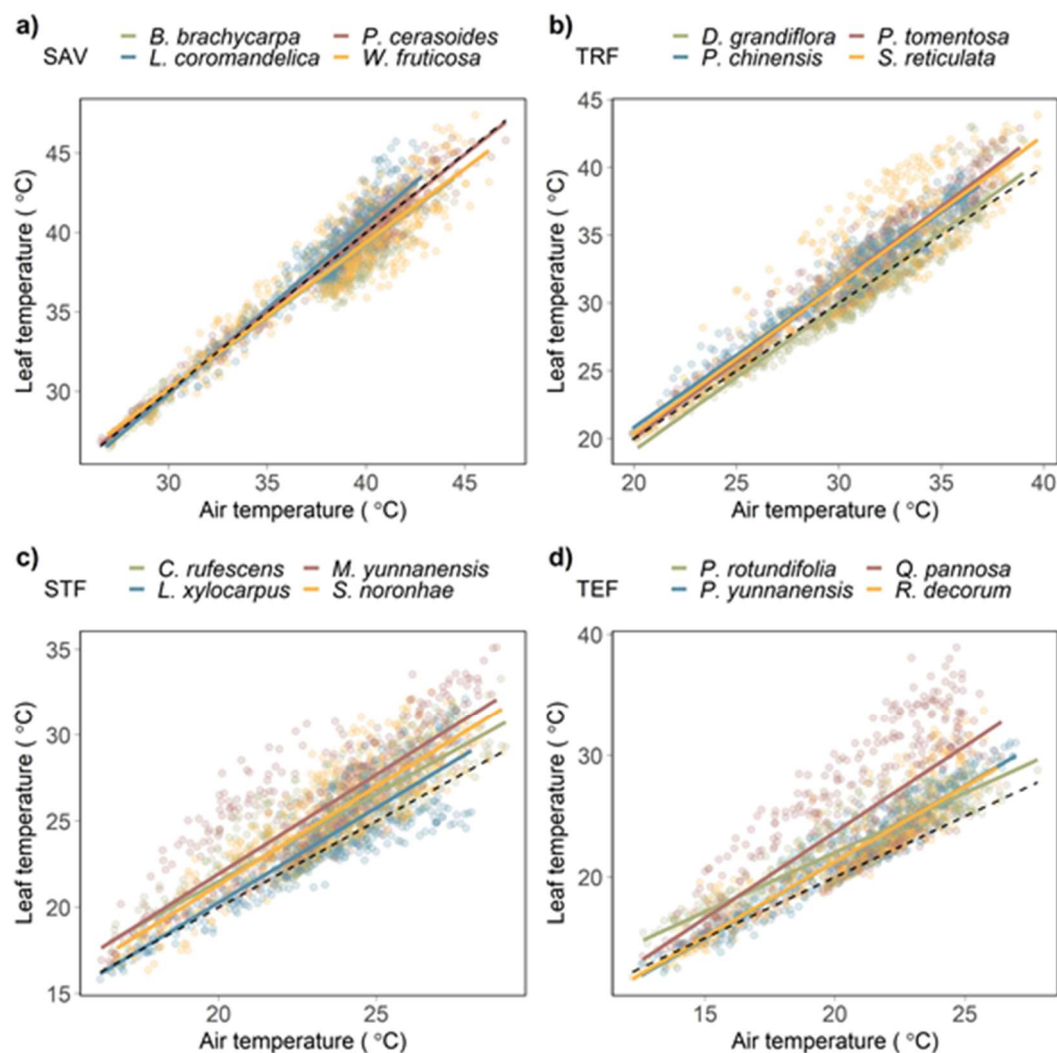 a)
SAV
B. brachycarpa
P. cerasoides
L. coromandelica
W. fruticosa
Leaf temperature ( °C)
45
40
35
30
30
35
40
45
Air temperature ( °C)
b)
TRF
D. grandiflora
P. tomentosa
P. chinensis
S. reticulata
Leaf temperature ( °C)
45
40
35
30
25
20
20
25
30
35
40
Air temperature ( °C)
c)
STF
C. rufescens
M. yunnanensis
L. xylocarpus
S. noronhae
Leaf temperature ( °C)
35
30
25
20
15
20
25
Air temperature ( °C)
d)
TEF
P. rotundifolia
Q. pannosa
P. yunnanensis
R. decorum
Leaf temperature ( °C)
40
30
20
15
20
25
Air temperature ( °C)